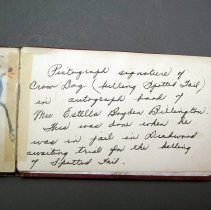 Pictograph signature of
Crow Dog (killing Spotted Tail)
in autograph book of
Mrs Estella Bogden Billington.
This was done when he
was in jail in Deadwood
awaiting trial for the killing
of Spotted Tail.